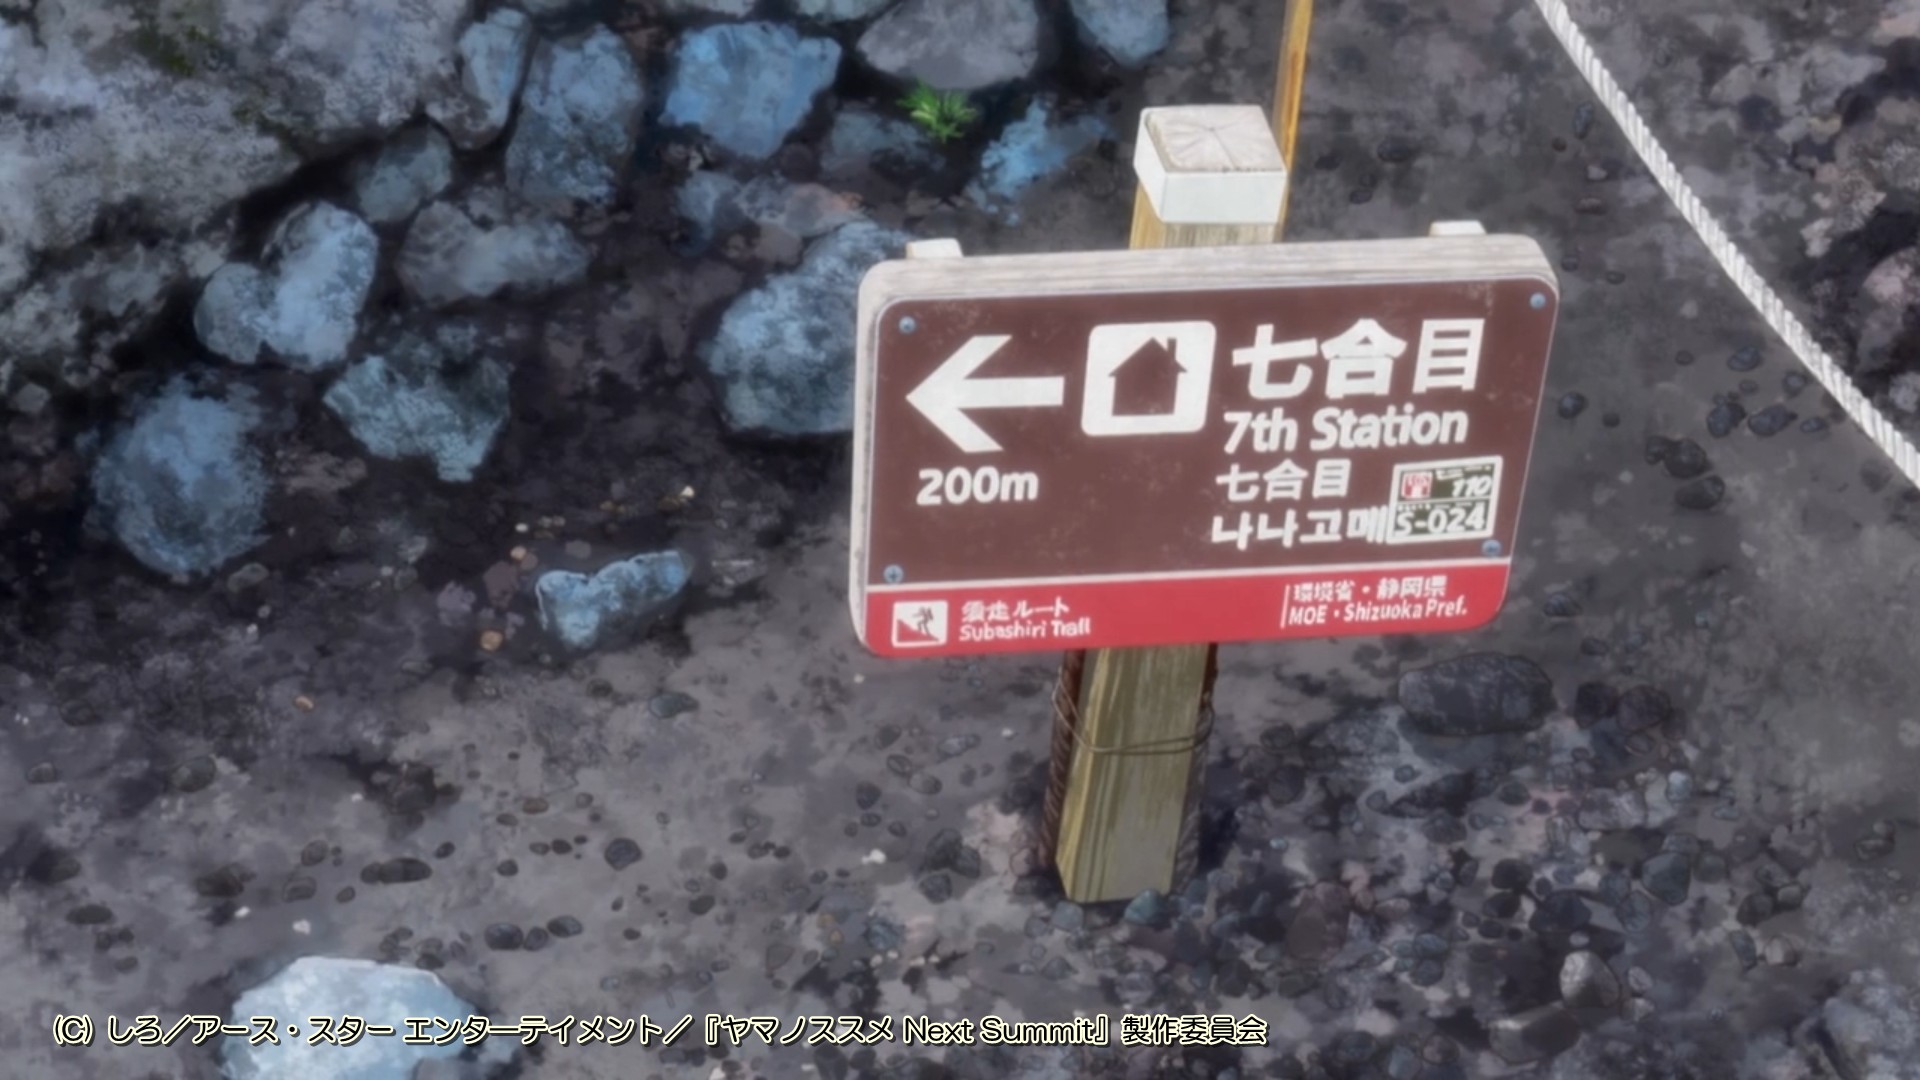 七合目
7th Station
200m
七合目
나나고메
110
S-024
須走ルート
Subashiri Trail
環境省・静岡県
MOE・Shizuoka Pref.
(C) しろ／アース・スター エンターテイメント／『ヤマノススメ Next Summit』製作委員会